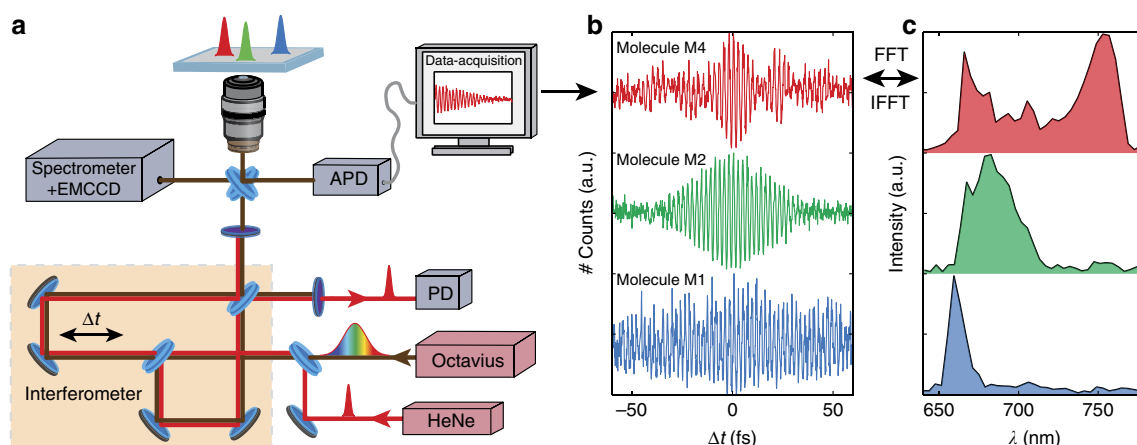 a
Spectrometer
+EMCCD
APD
Data-acquisition
Δt
Interferometer
PD
Octavius
HeNe
b
Molecule M4
Molecule M2
Molecule M1
# Counts (a.u.)
−50
0
50
Δt (fs)
FFT
IFFT
c
Intensity (a.u.)
650
700
750
λ (nm)